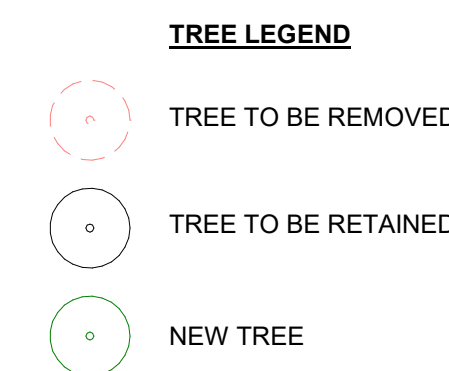 TREE LEGEND
TREE TO BE REMOVED
TREE TO BE RETAINED
NEW TREE